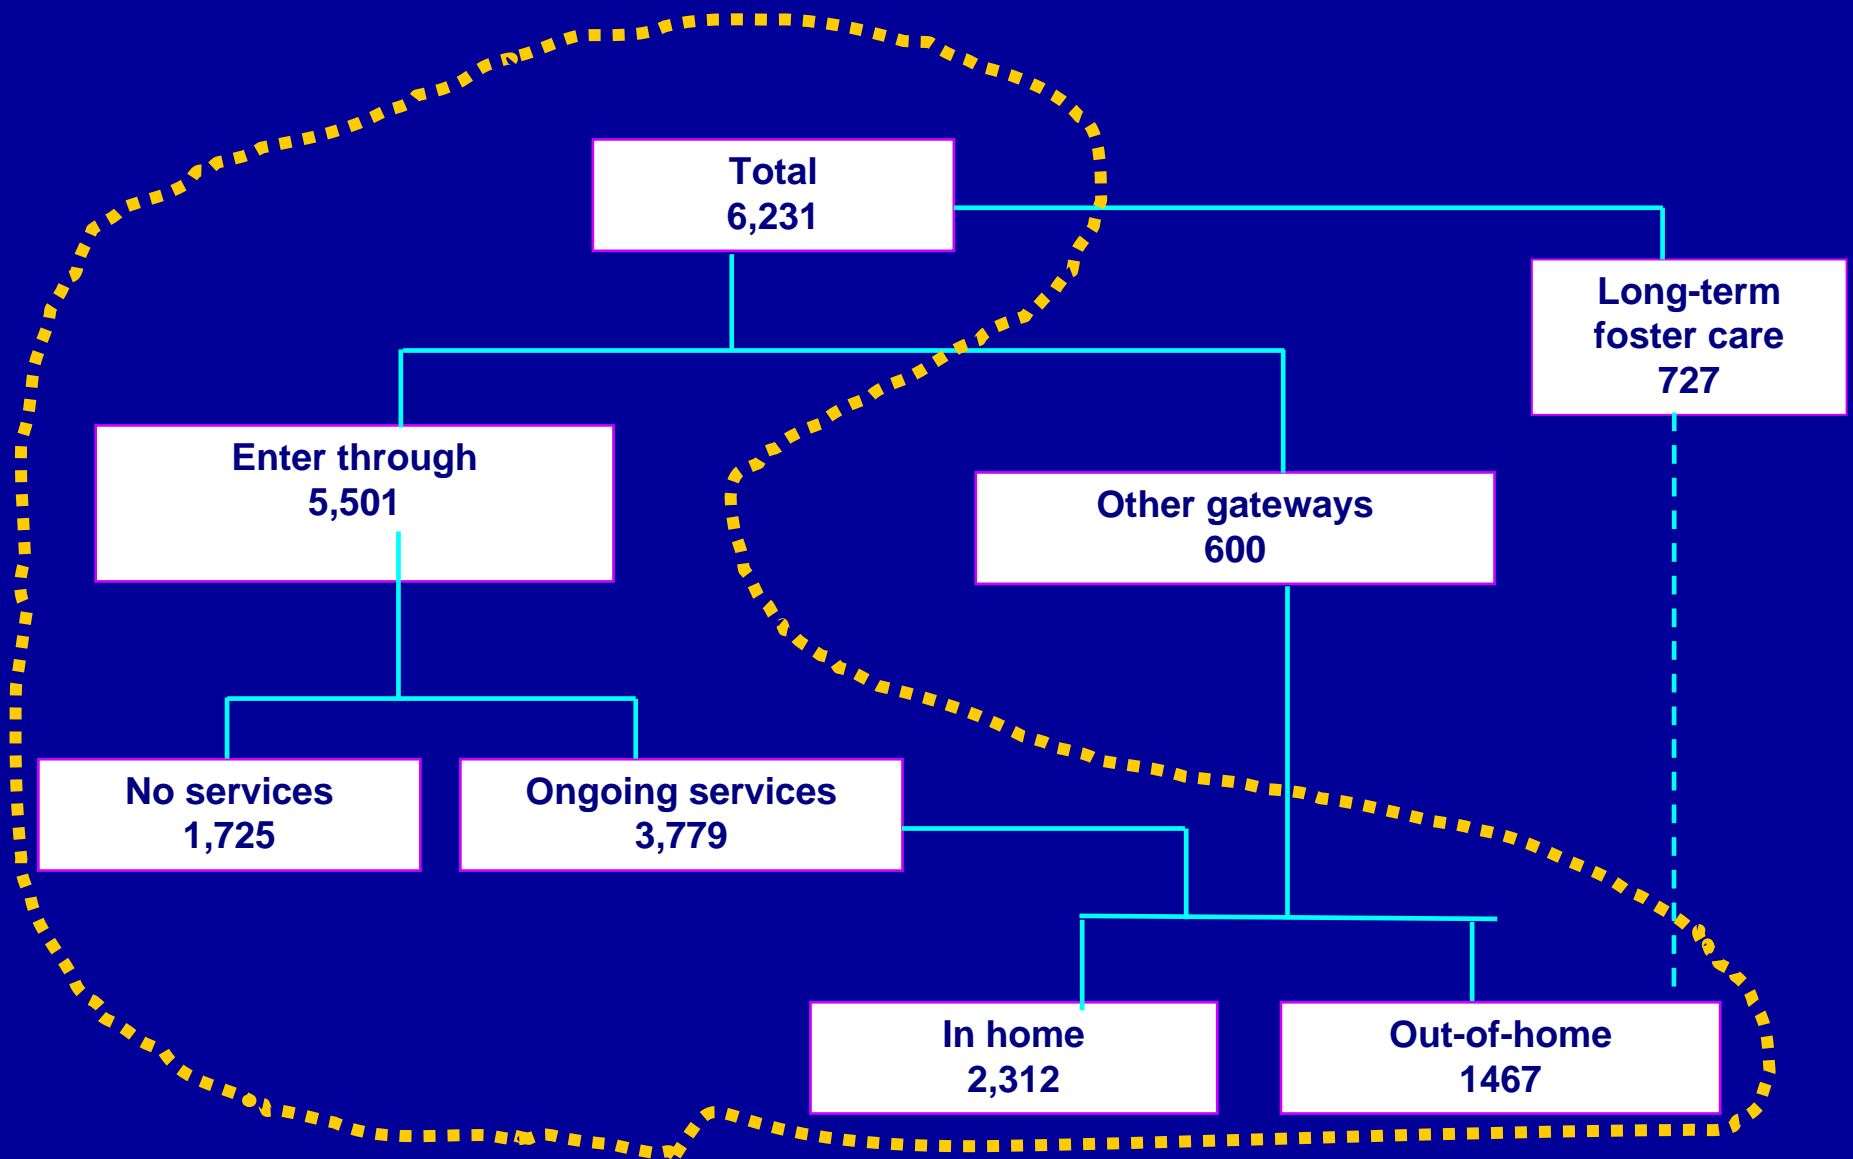 Total
6,231
Long-term
foster care
727
Enter through
5,501
Other gateways
600
No services
1,725
Ongoing services
3,779
In home
2,312
Out-of-home
1467